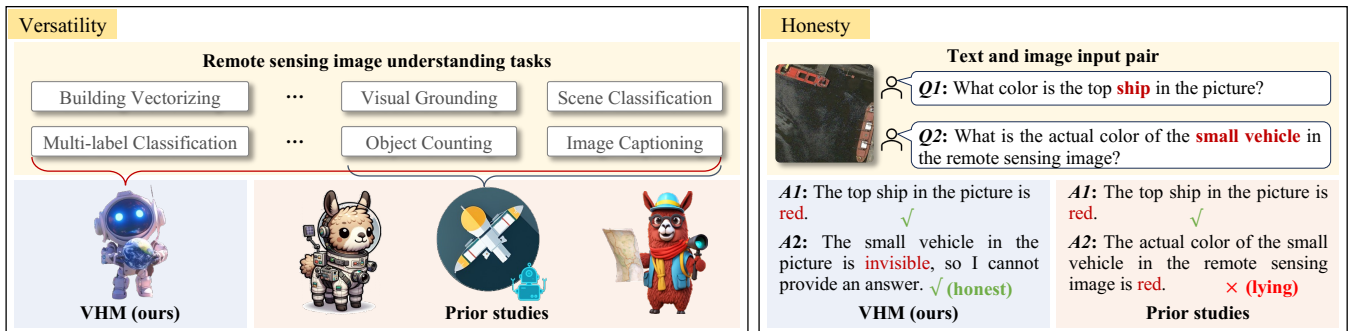 Versatility
Remote sensing image understanding tasks
Building Vectorizing ... Visual Grounding Scene Classification
Multi-label Classification ... Object Counting Image Captioning
VHM (ours) Prior studies
Honesty
Text and image input pair
Q1: What color is the top ship in the picture?
Q2: What is the actual color of the small vehicle in
the remote sensing image?
A1: The top ship in the picture is
red. √
A2: The small vehicle in the
picture is invisible, so I cannot
provide an answer. √ (honest)
VHM (ours)
A1: The top ship in the picture is
red. √
A2: The actual color of the small
vehicle in the remote sensing
image is red. × (lying)
Prior studies